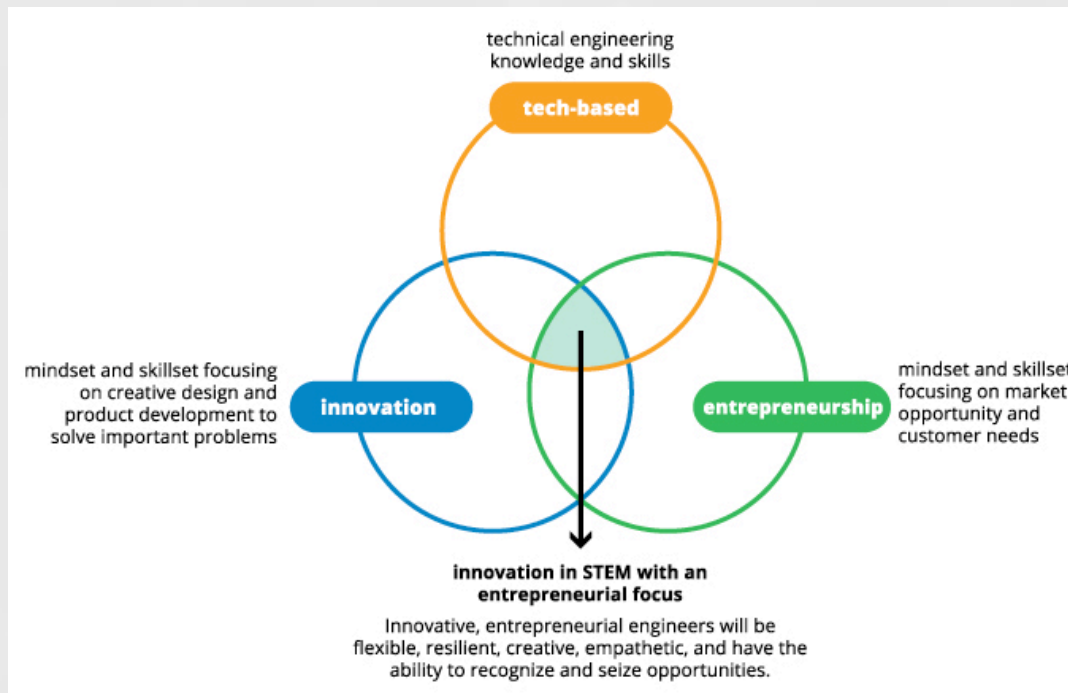 technical engineering
knowledge and skills
tech-based
mindset and skillset focusing
on creative design and
product development to
solve important problems
innovation
entrepreneurship
mindset and skillset
focusing on market
opportunity and
customer needs
innovation in STEM with an
entrepreneurial focus
Innovative, entrepreneurial engineers will be
flexible, resilient, creative, empathetic, and have the
ability to recognize and seize opportunities.